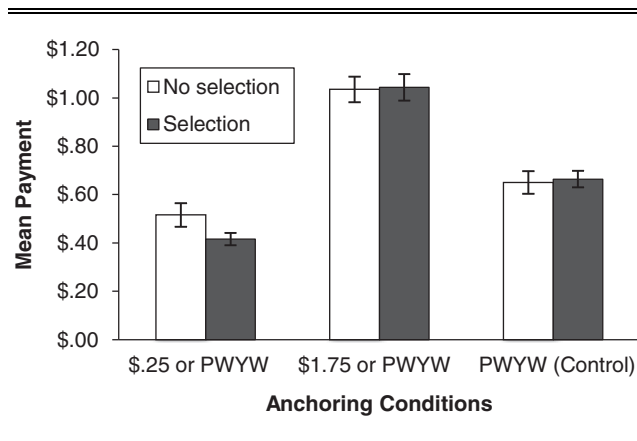 $1.20
$1.00
$.80
$.60
$.40
$.20
$.00
Mean Payment
No selection
Selection
$.25 or PWYW
$1.75 or PWYW
PWYW (Control)
Anchoring Conditions